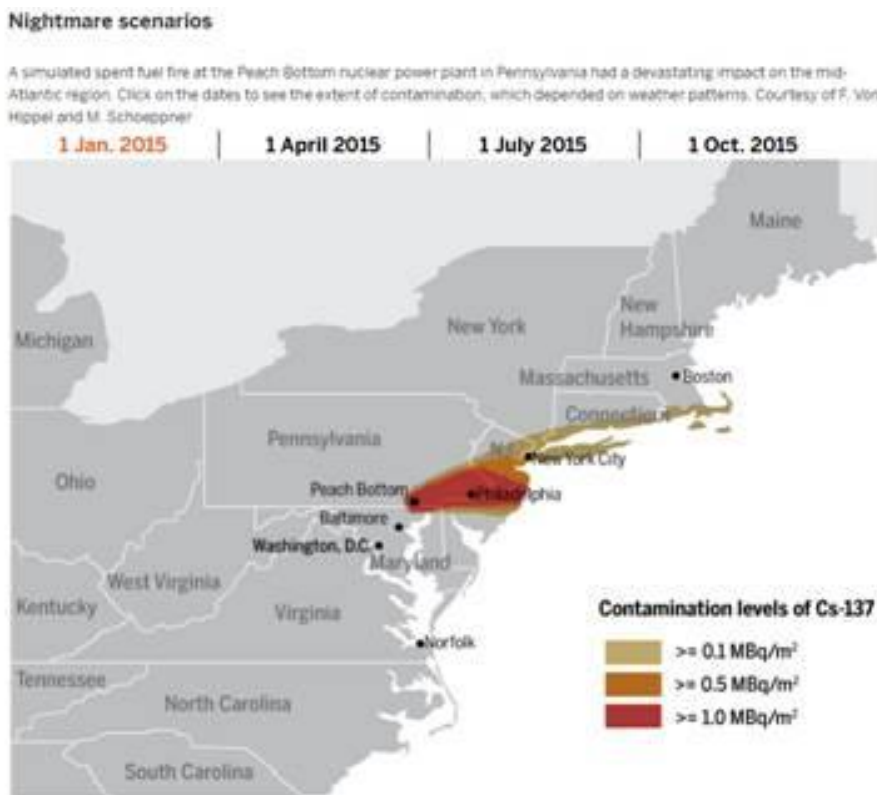 Nightmare scenarios
A simulated spent fuel fire at the Peach Bottom nuclear power plant in Pennsylvania had a devastating impact on the mid-
Atlantic region. Click on the dates to see the extent of contamination, which depended on weather patterns. Courtesy of F. Von
Hippel and M. Schoeppner
1 Jan. 2015 | 1 April 2015 | 1 July 2015 | 1 Oct. 2015
Maine
New
Hampshire
New York
Michigan
Massachusetts
Boston
Connecticut
Pennsylvania
N.J.
New York City
Ohio
Peach Bottom
Philadelphia
Baltimore
Washington, D.C.
Maryland
West Virginia
Kentucky
Virginia
Norfolk
Tennessee
North Carolina
South Carolina
Contamination levels of Cs-137
>= 0.1 MBq/m²
>= 0.5 MBq/m²
>= 1.0 MBq/m²